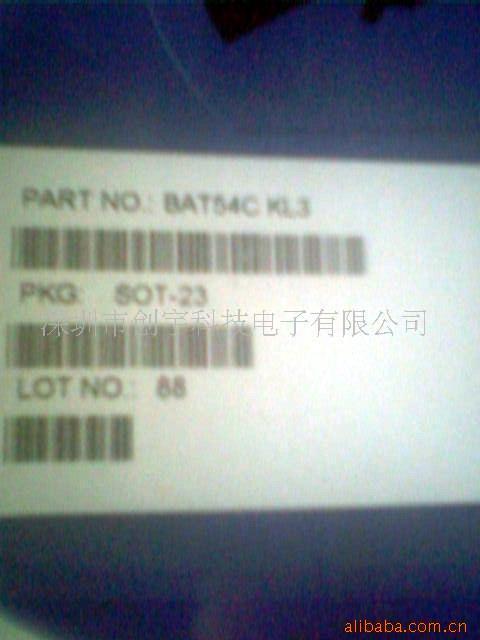 PART NO.: BAT54C KL3
PKG: SOT-23
深圳市创宇科技电子有限公司
LOT NO.: 88
alibaba.com.cn